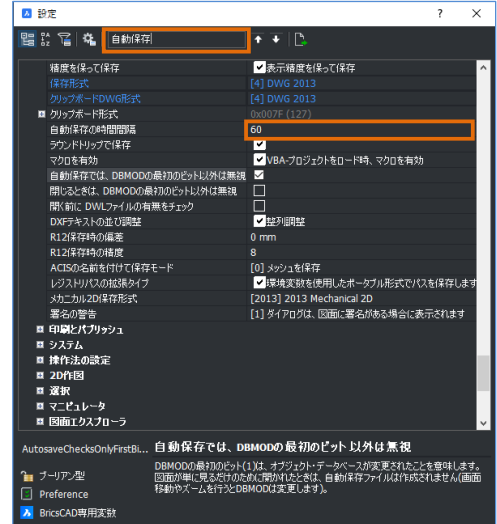 設定
自動保存
精度を保って保存 表示精度を保って保存
保存形式 [4] DWG 2013
クリップボードDWG形式 [4] DWG 2013
クリップボード形式 0x007F (127)
自動保存の時間間隔 60
ラウンドトリップで保存
マクロを有効 VBA-プロジェクトをロード時、マクロを有効
自動保存では、DBMODの最初のビット以外は無視
閉じるときは、DBMODの最初のビット以外は無視
開く前に DWLファイルの有無をチェック
DXFテキストの並び調整 整列調整
R12保存時の偏差 0 mm
R12保存時の精度 8
ACISの名前を付けて保存モード [0] メッシュを保存
レジストリパスの拡張タイプ 環境変数を使用したポータブル形式でパスを保存します
メカニカル2D保存形式 [2013] 2013 Mechanical 2D
署名の警告 [1] ダイアログは、図面に署名がある場合に表示されます
印刷とパブリッシュ
システム
操作法の設定
2D作図
選択
マニピュレータ
図面エクスプローラ
AutosaveChecksOnlyFirstBi... 自動保存では、DBMODの最初のビット以外は無視
DBMODの最初のビット(1)は、オブジェクト・データベースが変更されたことを意味します。
図面が単に見るだけのために開かれたときは、自動保存ファイルは作成されません(画面
移動やズームを行うとDBMODは変更します)。
ブーリアン型
Preference
BricsCAD専用変数